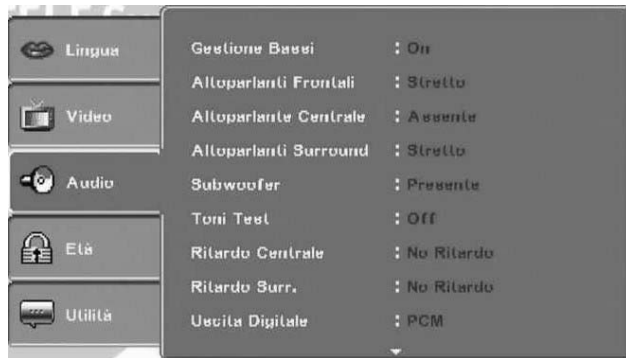 Lingua
Video
Audio
Età
Utilità
Gestione Bassi : On
Altoparlanti Frontali : Stretto
Altoparlante Centrale : Assente
Altoparlanti Surround : Stretto
Subwoofer : Presente
Toni Test : Off
Ritardo Centrale : No Ritardo
Ritardo Surr. : No Ritardo
Uscita Digitale : PCM